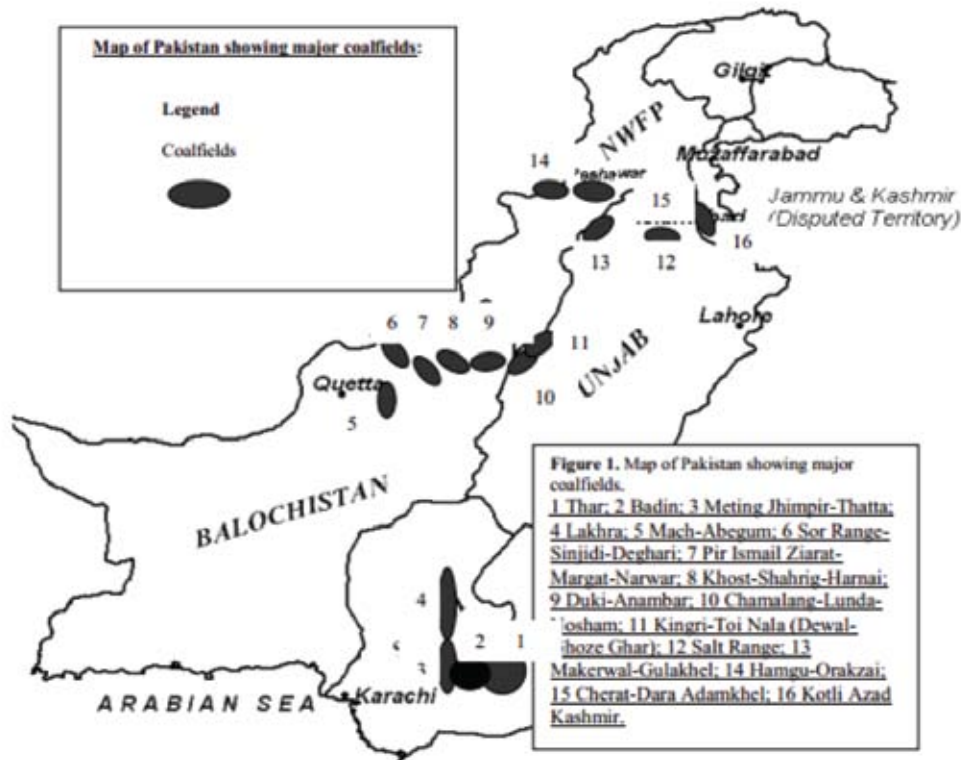 Map of Pakistan showing major coalfields:
Legend
Coalfields
Gilgit
NWFP
Muzaffarabad
14
'eshawar
15
Jammu & Kashmir
(Disputed Territory)
13
12
16
Lahore
6
7
8
9
11
UNJAB
Quetta
10
5
BALOCHISTAN
4
2
1
3
Karachi
ARABIAN SEA
Figure 1. Map of Pakistan showing major
coalfields.
1 Thar; 2 Badin; 3 Meting Jhimpir-Thatta;
4 Lakhra; 5 Mach-Abegum; 6 Sor Range-
Sinjidi-Deghari; 7 Pir Ismail Ziarat-
Margat-Narwar; 8 Khost-Shahrig-Harnai;
9 Duki-Anambar; 10 Chamalang-Lunda-
osham; 11 Kingri-Toi Nala (Dewal-
hoze Ghar); 12 Salt Range; 13
Makerwal-Gulakhel; 14 Hamgu-Orakzai;
15 Cherat-Dara Adamkhel; 16 Kotli Azad
Kashmir.